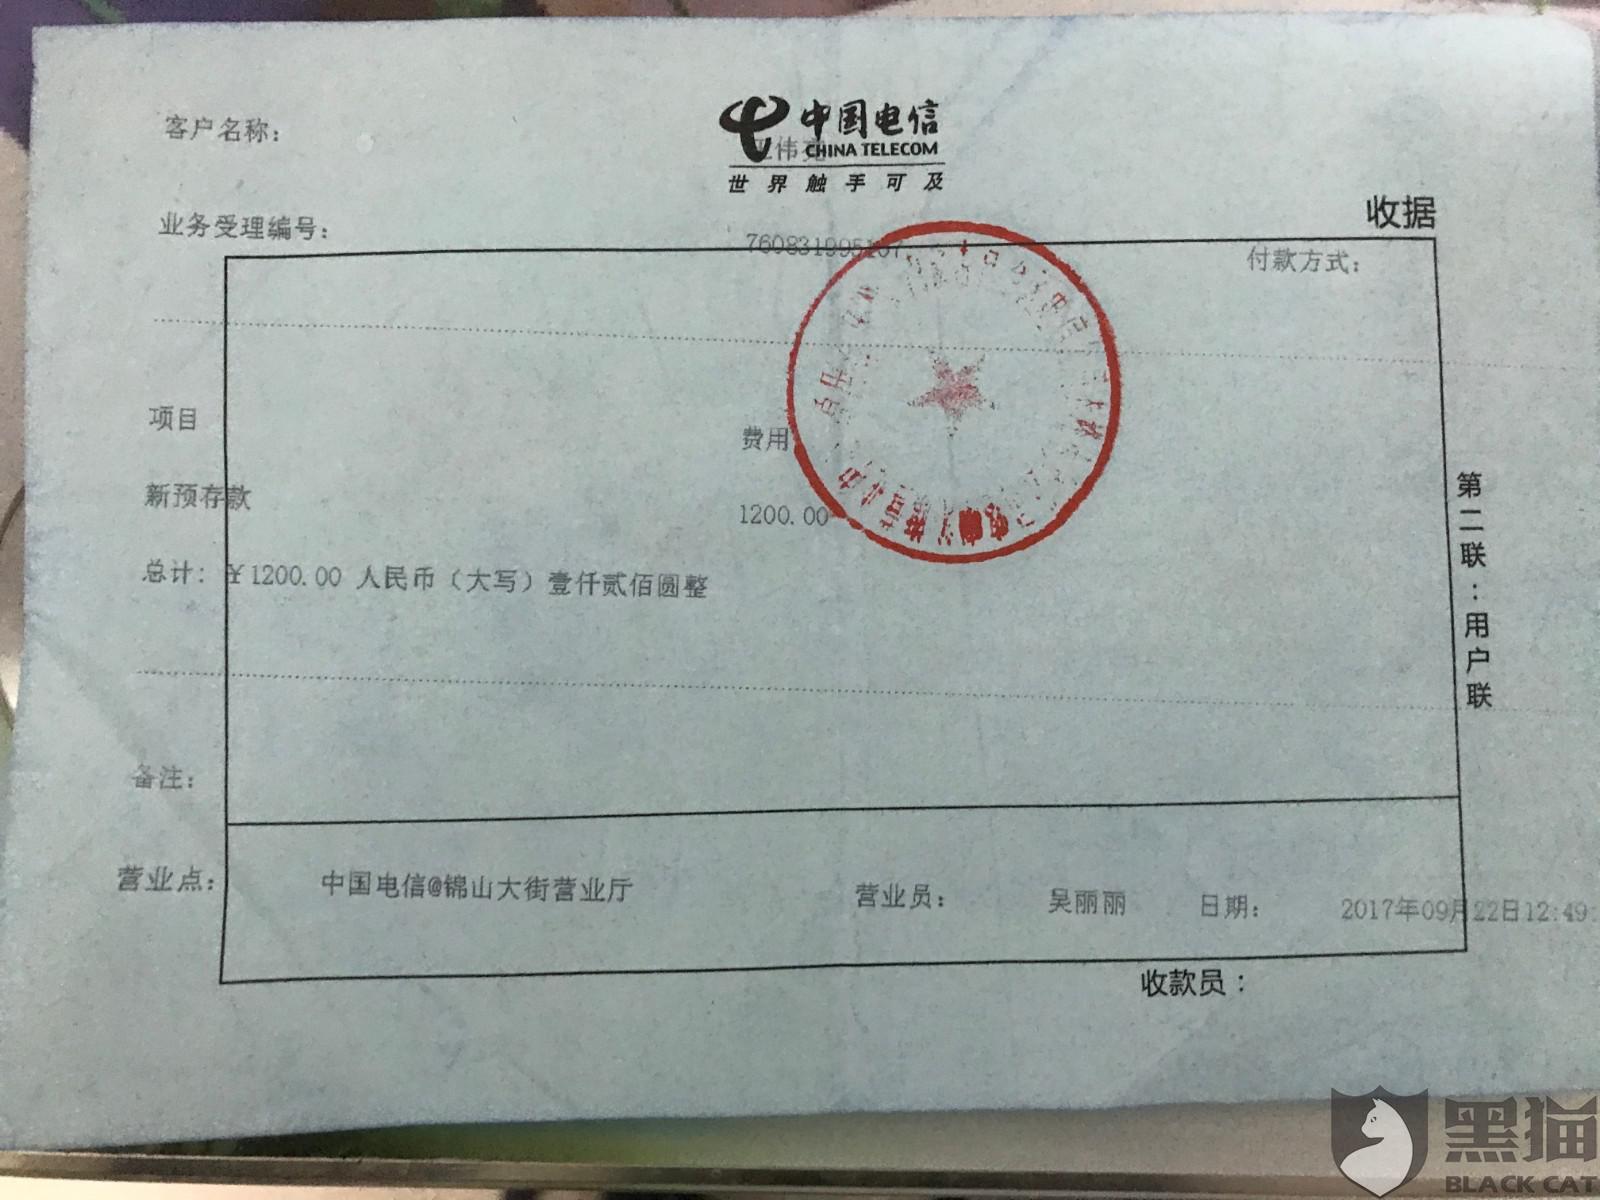 中国电信
CHINA TELECOM
世界触手可及
客户名称：
伟
收据
业务受理编号：
760831995107
付款方式：
项目
费用
新预存款
1200.00
总计：￥1200.00 人民币（大写）壹仟贰佰圆整
第二联：用户联
备注：
营业点： 中国电信@锦山大街营业厅 营业员： 吴丽丽 日期： 2017年09月22日12:49:
收款员：
黑猫
BLACK CAT